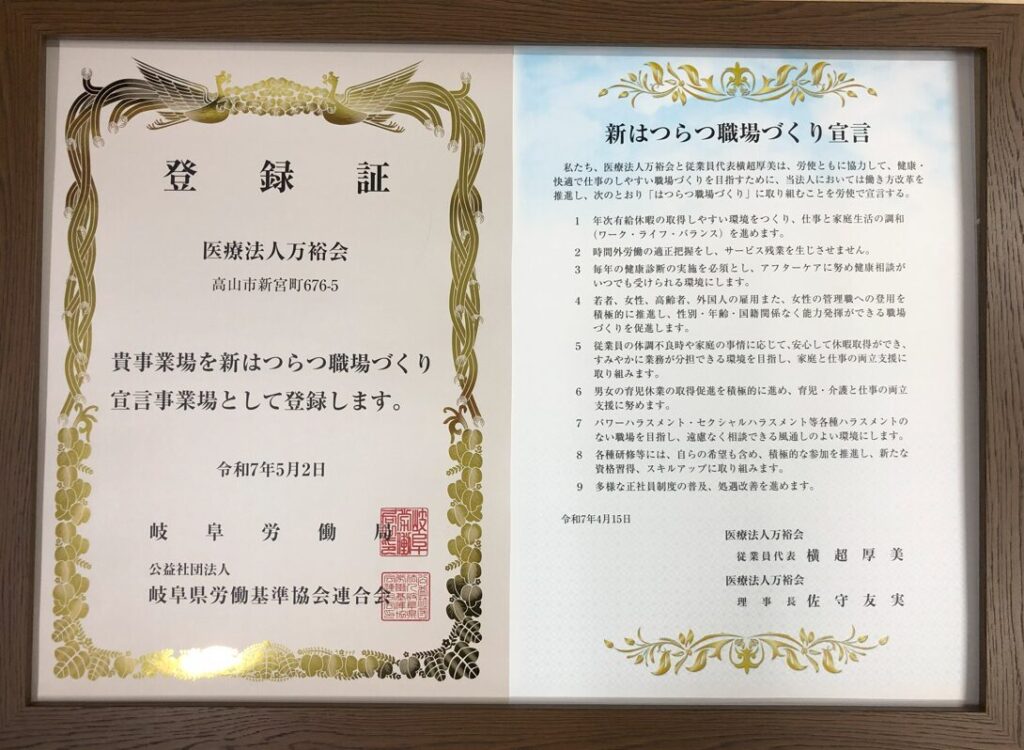 登録証
医療法人万裕会
高山市新宮町676-5
貴事業場を新はつらつ職場づくり
宣言事業場として登録します。
令和7年5月2日
岐阜労働局
公益社団法人
岐阜県労働基準協会連合会
新はつらつ職場づくり宣言
私たち、医療法人万裕会と従業員代表横超厚美は、労使ともに協力して、健康・
快適で仕事のしやすい職場づくりを目指すために、当法人においては働き方改革を
推進し、次のとおり「はつらつ職場づくり」に取り組むことを労使で宣言する。
1 年次有給休暇の取得しやすい環境をつくり、仕事と家庭生活の調和
(ワーク・ライフ・バランス)を進めます。
2 時間外労働の適正把握をし、サービス残業を生じさせません。
3 毎年の健康診断の実施を必須とし、アフターケアに努め健康相談が
いつでも受けられる環境にします。
4 若者、女性、高齢者、外国人の雇用また、女性の管理職への登用を
積極的に推進し、性別・年齢・国籍関係なく能力発揮ができる職場
づくりを促進します。
5 従業員の体調不良時や家庭の事情に応じて、安心して休暇取得ができ、
すみやかに業務が分担できる環境を目指し、家庭と仕事の両立支援に
取り組みます。
6 男女の育児休業の取得促進を積極的に進め、育児・介護と仕事の両立
支援に努めます。
7 パワーハラスメント・セクシャルハラスメント等各種ハラスメントの
ない職場を目指し、遠慮なく相談できる風通しのよい環境にします。
8 各種研修等には、自らの希望も含め、積極的な参加を推進し、新たな
資格習得、スキルアップに取り組みます。
9 多様な正社員制度の普及、処遇改善を進めます。
令和7年4月15日
医療法人万裕会
従業員代表 横超厚美
医療法人万裕会
理事長 佐守友実